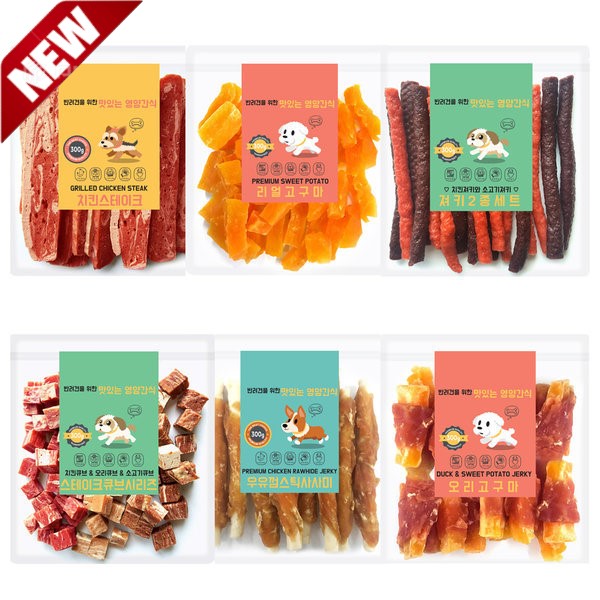 NEW
반려견을 위한 맛있는 영양간식
300g
GRILLED CHICKEN STEAK
치킨스테이크
반려견을 위한 맛있는 영양간식
300g
PREMIUM SWEET POTATO
리얼고구마
반려견을 위한 맛있는 영양간식
300g
치킨져키와 소고기져키
져키2종세트
반려견을 위한 맛있는 영양간식
300g
치킨큐브 & 오리큐브 & 소고기큐브
스테이크큐브시리즈
반려견을 위한 맛있는 영양간식
300g
PREMIUM CHICKEN RAWHIDE JERKY
우유껌스틱사사미
반려견을 위한 맛있는 영양간식
300g
DUCK & SWEET POTATO JERKY
오리고구마